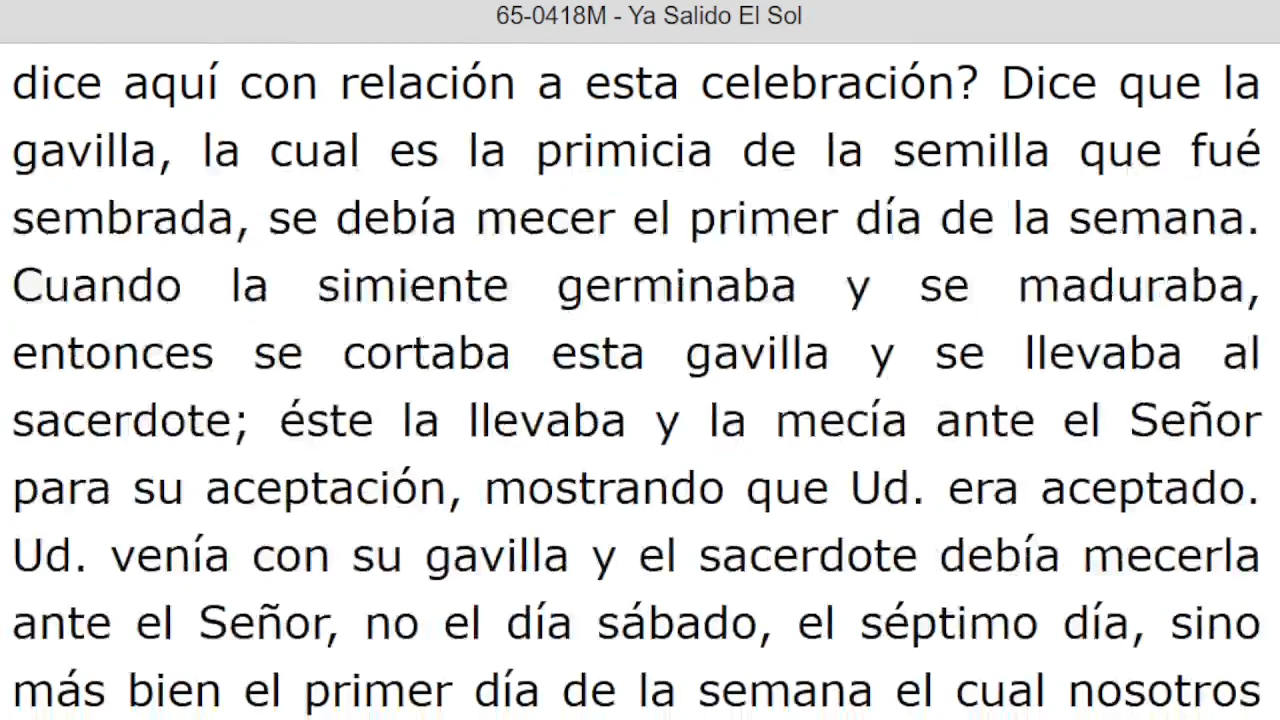 65-0418M - Ya Salido El Sol
dice aquí con relación a esta celebración? Dice que la
gavilla, la cual es la primicia de la semilla que fué
sembrada, se debía mecer el primer día de la semana.
Cuando la simiente germinaba y se maduraba,
entonces se cortaba esta gavilla y se llevaba al
sacerdote; éste la llevaba y la mecía ante el Señor
para su aceptación, mostrando que Ud. era aceptado.
Ud. venía con su gavilla y el sacerdote debía mecerla
ante el Señor, no el día sábado, el séptimo día, sino
más bien el primer día de la semana el cual nosotros